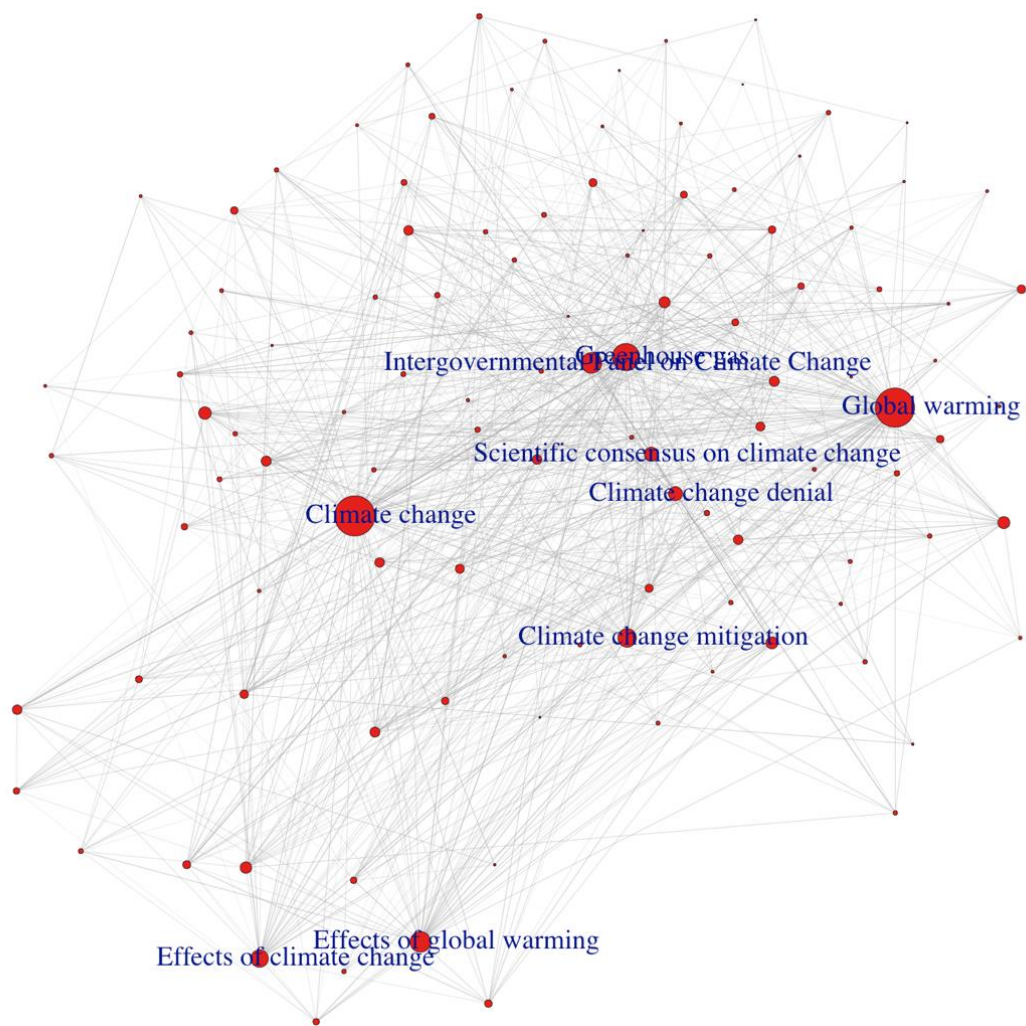 Greenhouse gas
Intergovernmental Panel on Climate Change
Global warming
Scientific consensus on climate change
Climate change denial
Climate change
Climate change mitigation
Effects of global warming
Effects of climate change